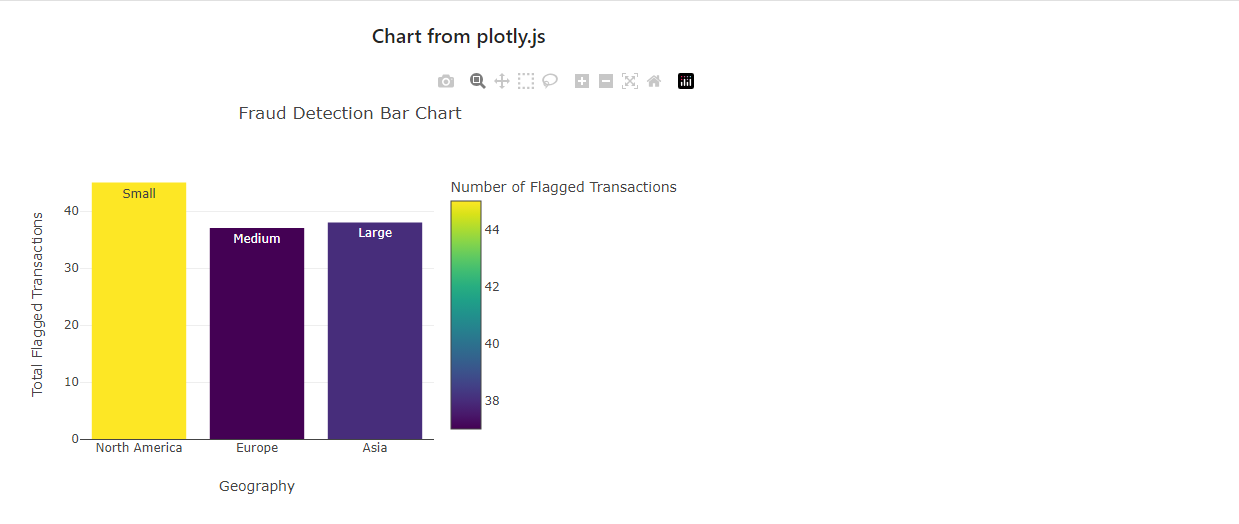 Chart from plotly.js
Fraud Detection Bar Chart
Number of Flagged Transactions
Total Flagged Transactions
40
30
20
10
0
Small
Medium
Large
44
42
40
38
North America
Europe
Asia
Geography